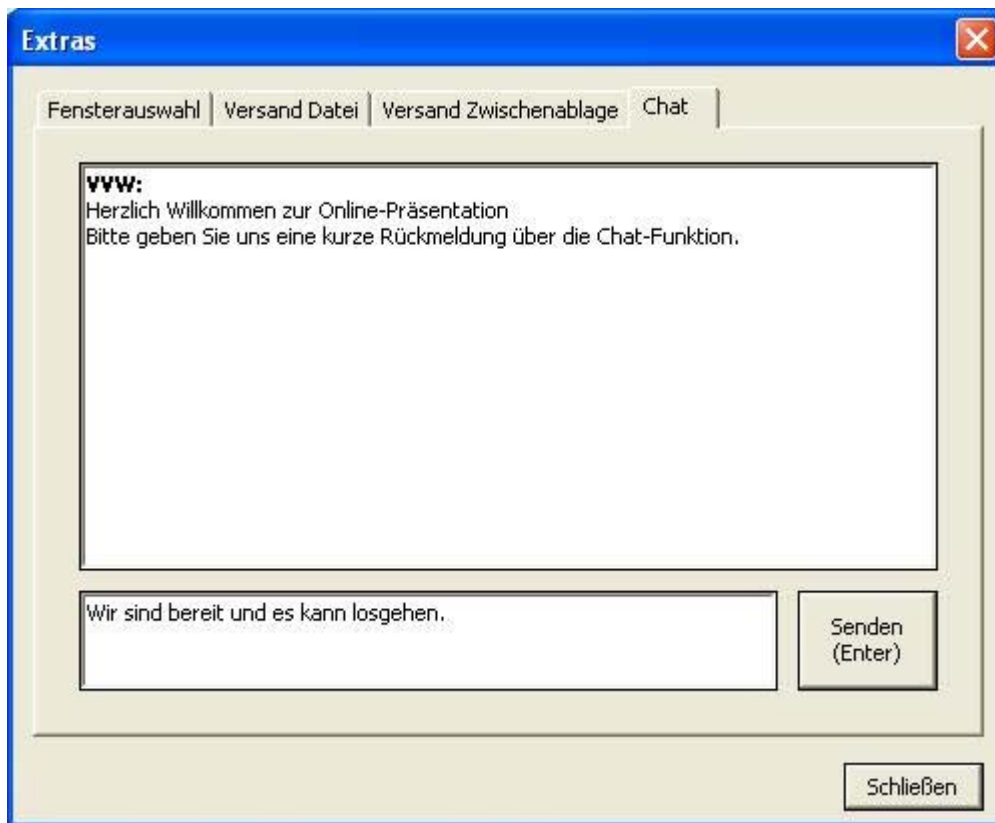 Extras
Fensterauswahl Versand Datei Versand Zwischenablage Chat
VVW:
Herzlich Willkommen zur Online-Präsentation
Bitte geben Sie uns eine kurze Rückmeldung über die Chat-Funktion.
Wir sind bereit und es kann losgehen.
Senden
(Enter)
Schließen